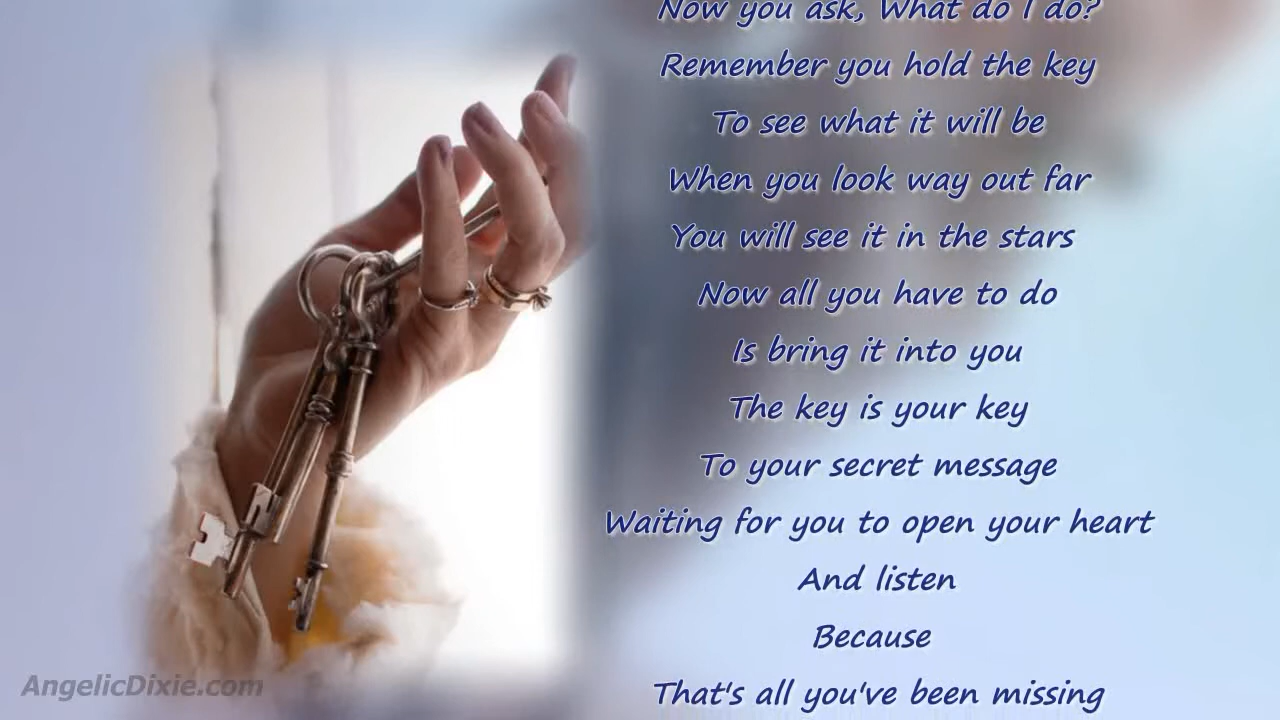 Now you ask, What do I do?
Remember you hold the key
To see what it will be
When you look way out far
You will see it in the stars
Now all you have to do
Is bring it into you
The key is your key
To your secret message
Waiting for you to open your heart
And listen
Because
That's all you've been missing
AngelicDixie.com